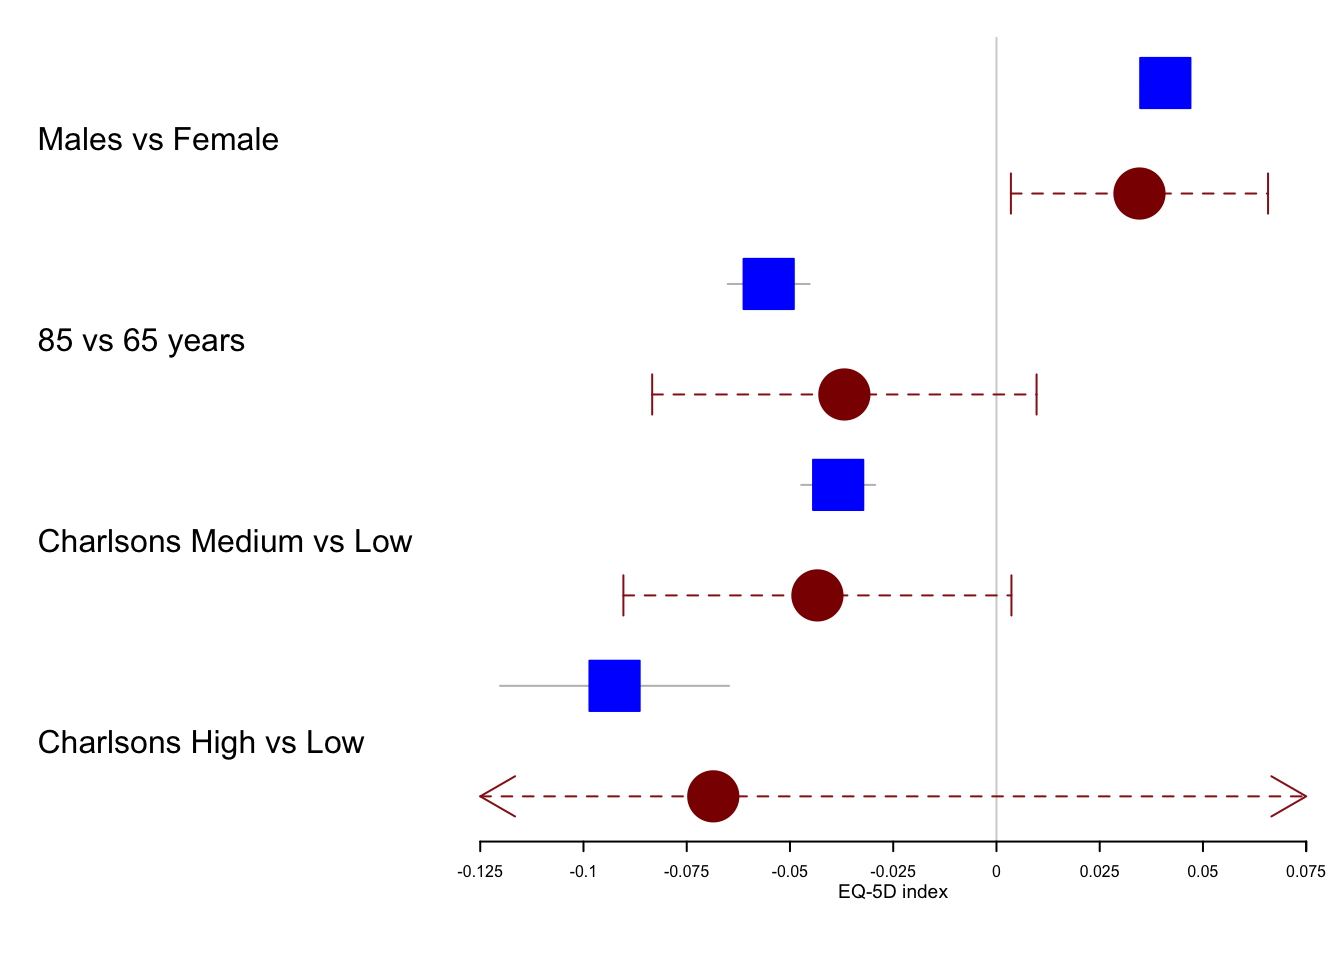 Males vs Female
85 vs 65 years
Charlsons Medium vs Low
Charlsons High vs Low
-0.125 -0.1 -0.075 -0.05 -0.025 0 0.025 0.05 0.075
EQ-5D index